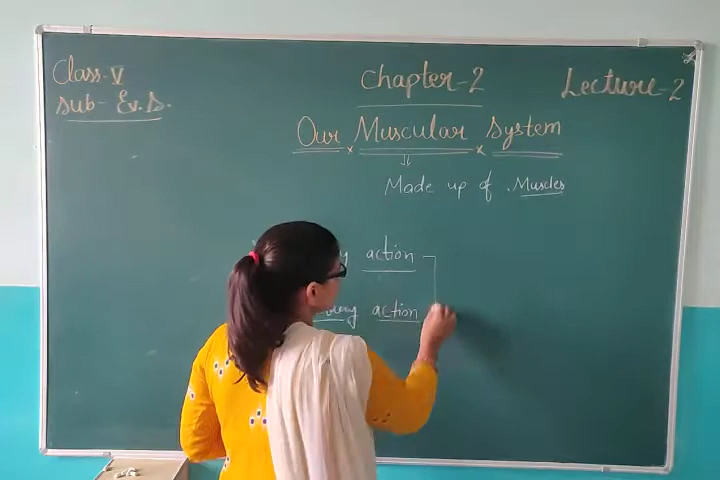 Class-V
Sub- Ev.S.
Chapter-2
Lecture-2
Our Muscular System
Made up of Muscles
action
action